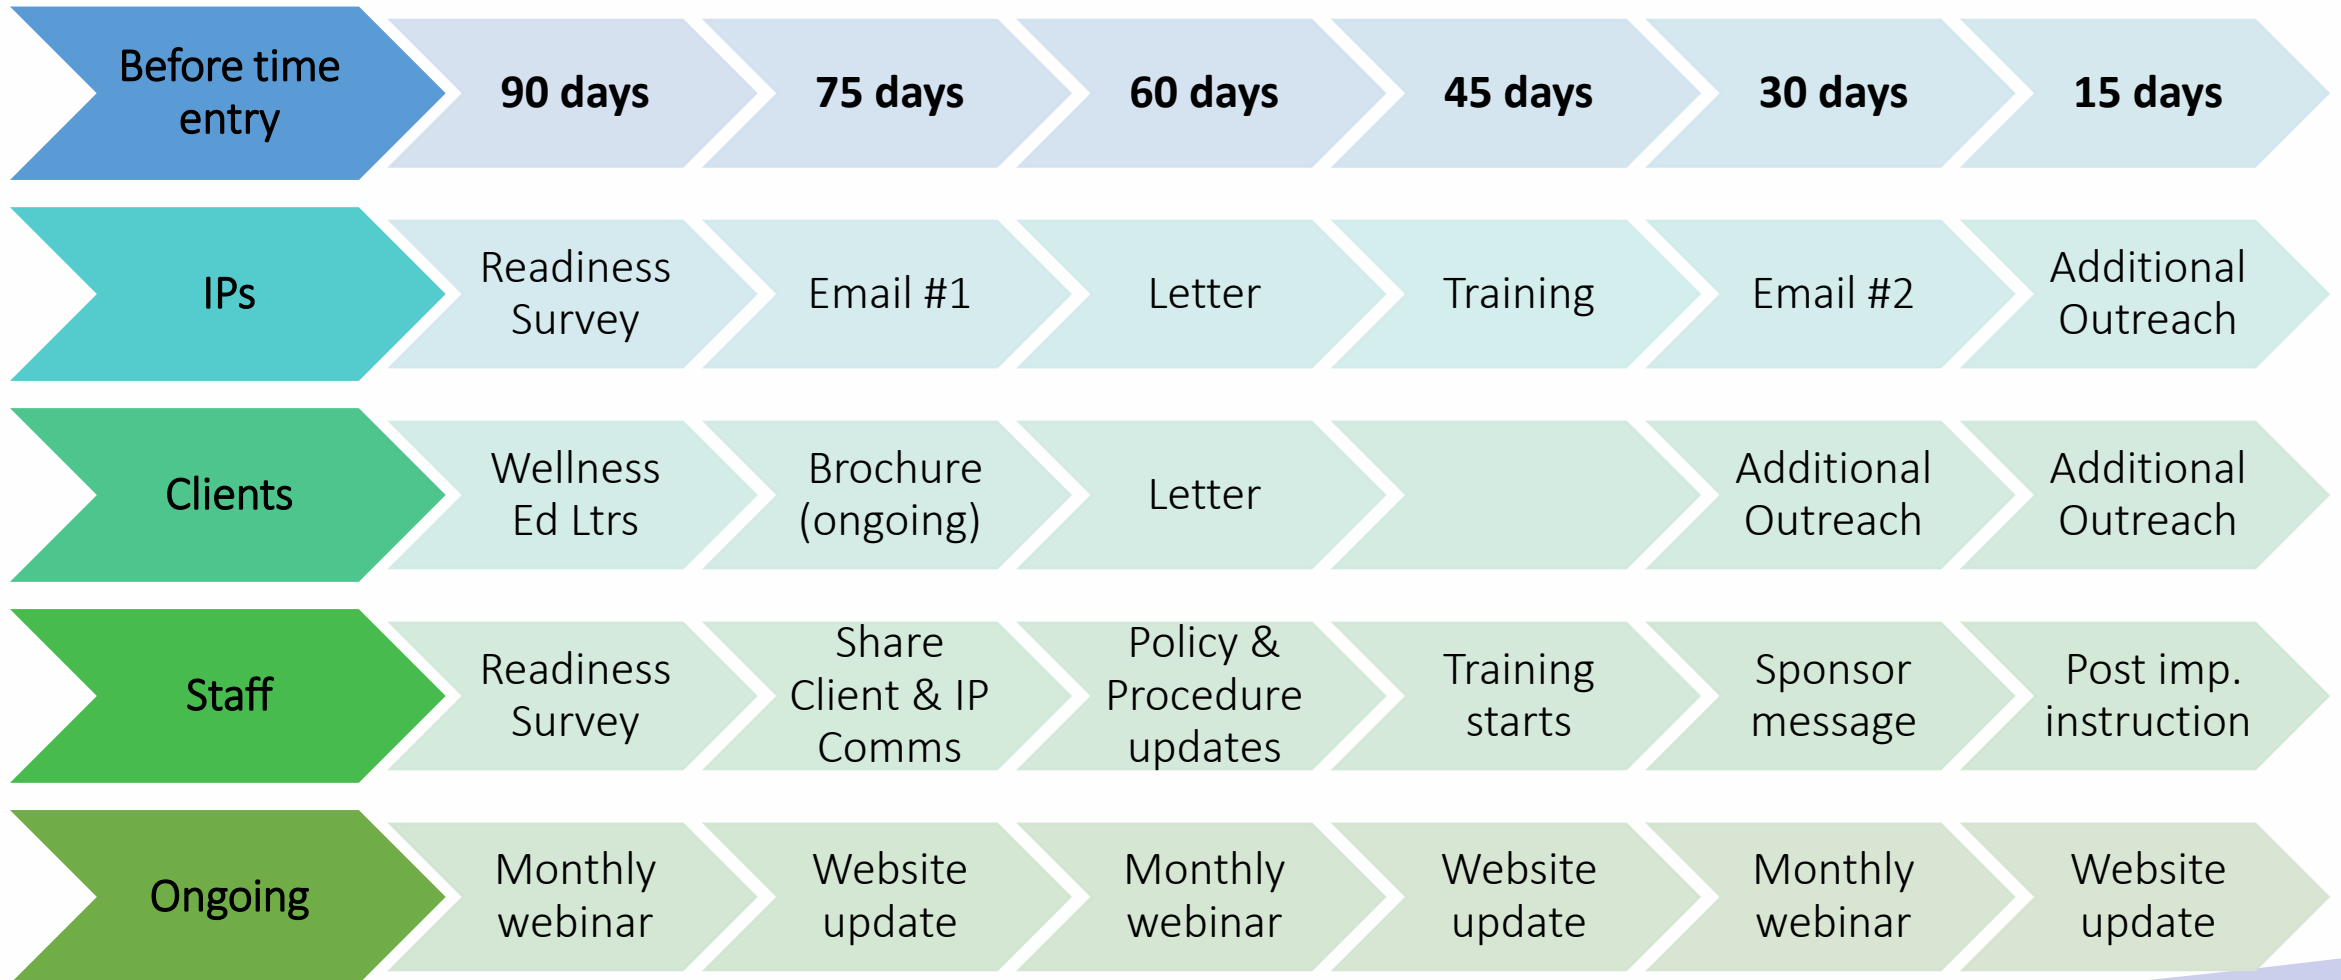 Before time
entry
90 days
75 days
60 days
45 days
30 days
15 days
IPs
Readiness
Survey
Email #1
Letter
Training
Email #2
Additional
Outreach
Clients
Wellness
Ed Ltrs
Brochure
(ongoing)
Letter
Additional
Outreach
Additional
Outreach
Staff
Readiness
Survey
Share
Client & IP
Comms
Policy &
Procedure
updates
Training
starts
Sponsor
message
Post imp.
instruction
Ongoing
Monthly
webinar
Website
update
Monthly
webinar
Website
update
Monthly
webinar
Website
update